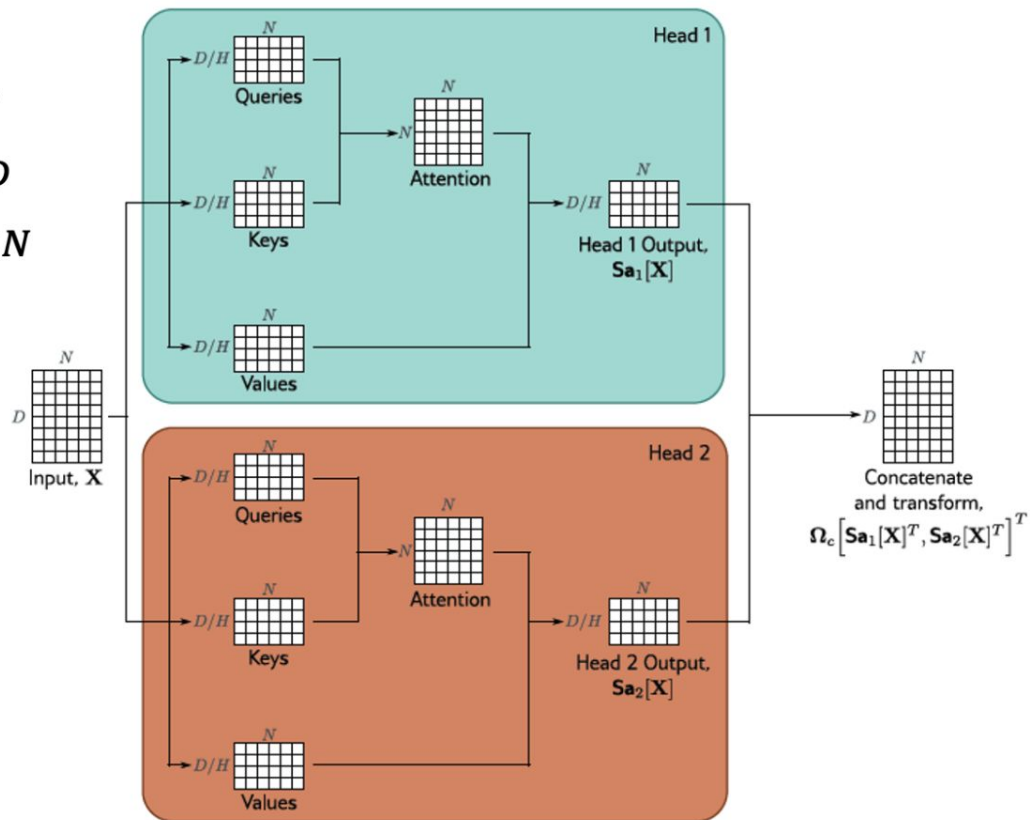 D
N
N
D
Input, X
Head 1
N
D/H
Queries
N
D/H
Keys
N
D/H
Values
N
N
Attention
N
D/H
Head 1 Output,
Sa₁[X]
Head 2
N
D/H
Queries
N
D/H
Keys
N
D/H
Values
N
N
Attention
N
D/H
Head 2 Output,
Sa₂[X]
N
D
Concatenate
and transform,
Ω_c[Sa₁[X]ᵀ, Sa₂[X]ᵀ]ᵀ